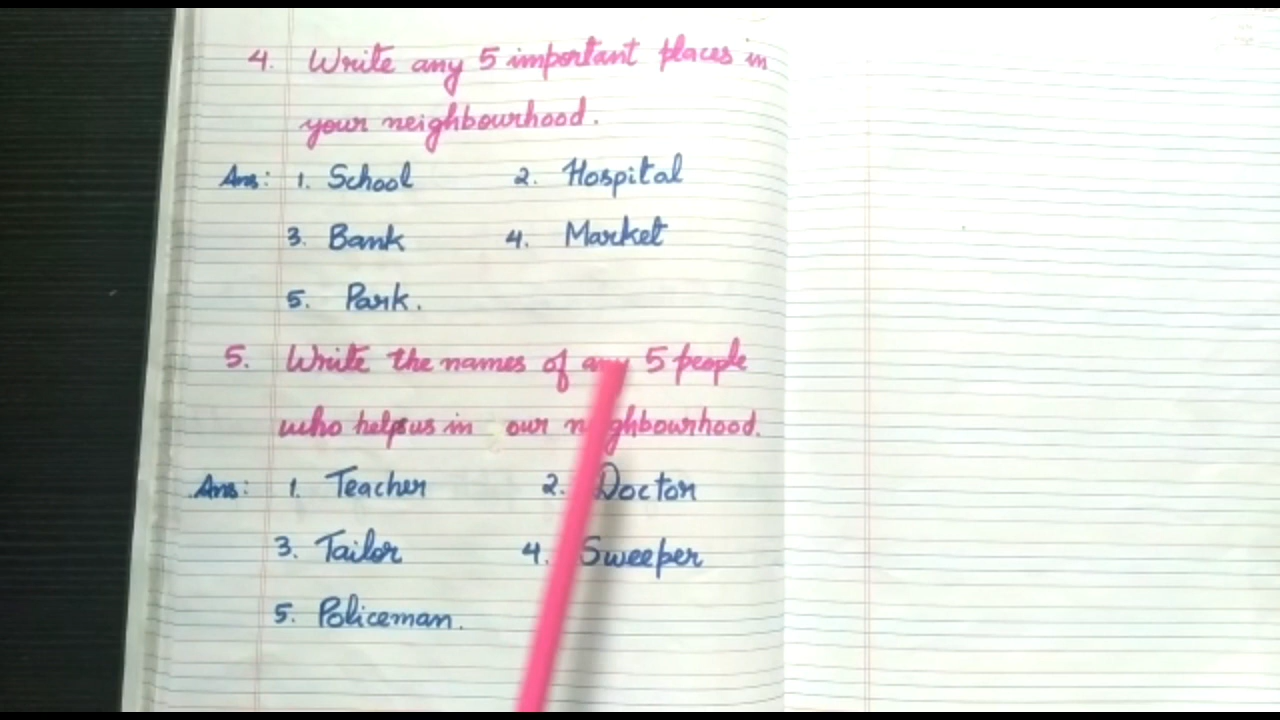 4. Write any 5 important places in
your neighbourhood.
Ans: 1. School 2. Hospital
3. Bank 4. Market
5. Park.
5. Write the names of any 5 people
who helps us in our neighbourhood.
Ans: 1. Teacher 2. Doctor
3. Tailor 4. Sweeper
5. Policeman.